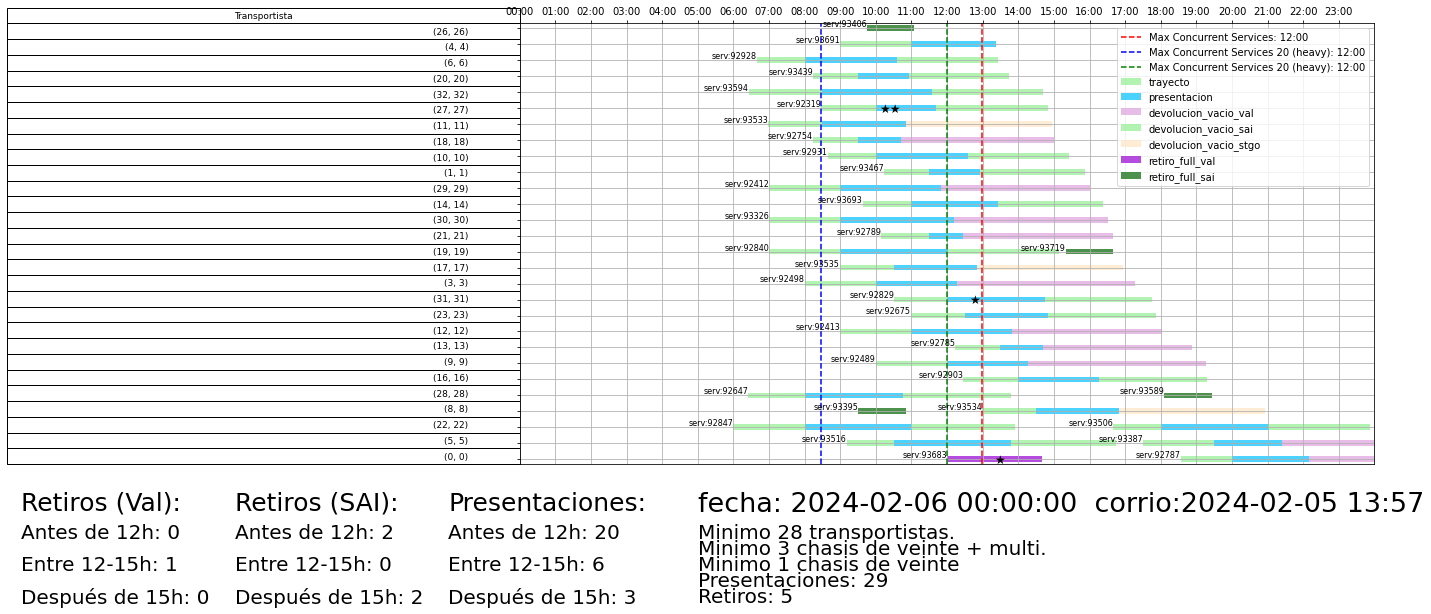 Transportista
00:00 01:00 02:00 03:00 04:00 05:00 06:00 07:00 08:00 09:00 10:00 11:00 12:00 13:00 14:00 15:00 16:00 17:00 18:00 19:00 20:00 21:00 22:00 23:00
(26, 26) serv:93406
(4, 4) serv:93691
(6, 6) serv:92928
(20, 20) serv:93439
(32, 32) serv:93594
(27, 27) serv:92319
(11, 11) serv:93533
(18, 18) serv:92754
(10, 10) serv:92931
(1, 1) serv:93467
(29, 29) serv:92412
(14, 14) serv:93693
(30, 30) serv:93326
(21, 21) serv:92789
(19, 19) serv:92840 serv:93719
(17, 17) serv:93535
(3, 3) serv:92498
(31, 31) serv:92829
(23, 23) serv:92675
(12, 12) serv:92413
(13, 13) serv:92785
(9, 9) serv:92489
(16, 16) serv:92903
(28, 28) serv:92647 serv:93589
(8, 8) serv:93395 serv:93534
(22, 22) serv:92847 serv:93506
(5, 5) serv:93516 serv:93387
(0, 0) serv:93683 serv:92787
Max Concurrent Services: 12:00
Max Concurrent Services 20 (heavy): 12:00
Max Concurrent Services 20 (heavy): 12:00
trayecto
presentacion
devolucion_vacio_val
devolucion_vacio_sai
devolucion_vacio_stgo
retiro_full_val
retiro_full_sai
Retiros (Val):
Antes de 12h: 0
Entre 12-15h: 1
Después de 15h: 0
Retiros (SAI):
Antes de 12h: 2
Entre 12-15h: 0
Después de 15h: 2
Presentaciones:
Antes de 12h: 20
Entre 12-15h: 6
Después de 15h: 3
fecha: 2024-02-06 00:00:00 corrio:2024-02-05 13:57
Minimo 28 transportistas.
Minimo 3 chasis de veinte + multi.
Minimo 1 chasis de veinte
Presentaciones: 29
Retiros: 5